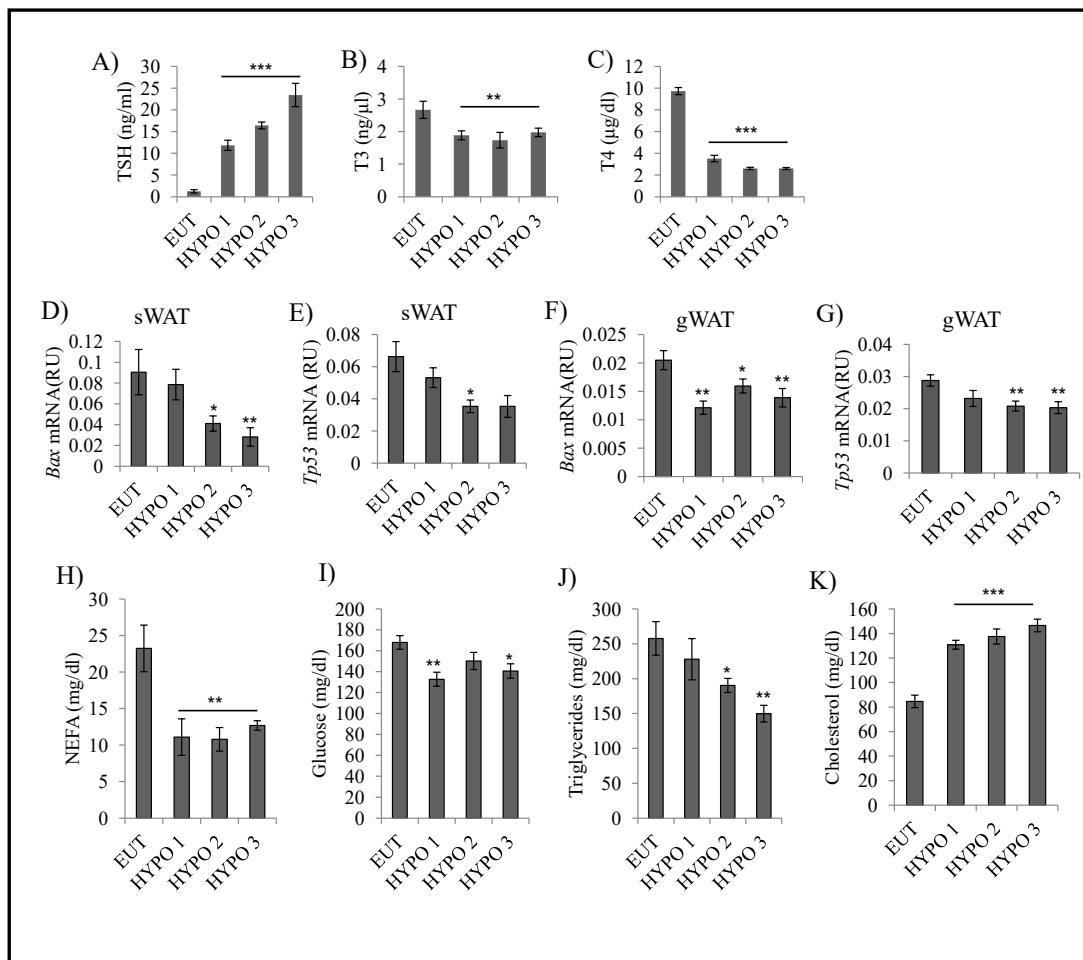 A)
TSH (ng/ml)
30
25
20
15
10
5
0
***
EUT
HYPO 1
HYPO 2
HYPO 3
B)
T3 (ng/µl)
4
3
2
1
0
**
EUT
HYPO 1
HYPO 2
HYPO 3
C)
T4 (µg/dl)
12
10
8
6
4
2
0
***
EUT
HYPO 1
HYPO 2
HYPO 3
D)
sWAT
Bax mRNA(RU)
0.12
0.1
0.08
0.06
0.04
0.02
0
*
**
EUT
HYPO 1
HYPO 2
HYPO 3
E)
sWAT
Tp53 mRNA (RU)
0.08
0.06
0.04
0.02
0
*
EUT
HYPO 1
HYPO 2
HYPO 3
F)
gWAT
Bax mRNA(RU)
0.025
0.02
0.015
0.01
0.005
0
**
*
**
EUT
HYPO 1
HYPO 2
HYPO 3
G)
gWAT
Tp53 mRNA (RU)
0.04
0.03
0.02
0.01
0
**
**
EUT
HYPO 1
HYPO 2
HYPO 3
H)
NEFA (mg/dl)
30
25
20
15
10
5
0
**
EUT
HYPO 1
HYPO 2
HYPO 3
I)
Glucose (mg/dl)
200
180
160
140
120
100
80
60
40
20
0
**
*
EUT
HYPO 1
HYPO 2
HYPO 3
J)
Triglycerides (mg/dl)
300
250
200
150
100
50
0
*
**
EUT
HYPO 1
HYPO 2
HYPO 3
K)
Cholesterol (mg/dl)
160
140
120
100
80
60
40
20
0
***
EUT
HYPO 1
HYPO 2
HYPO 3